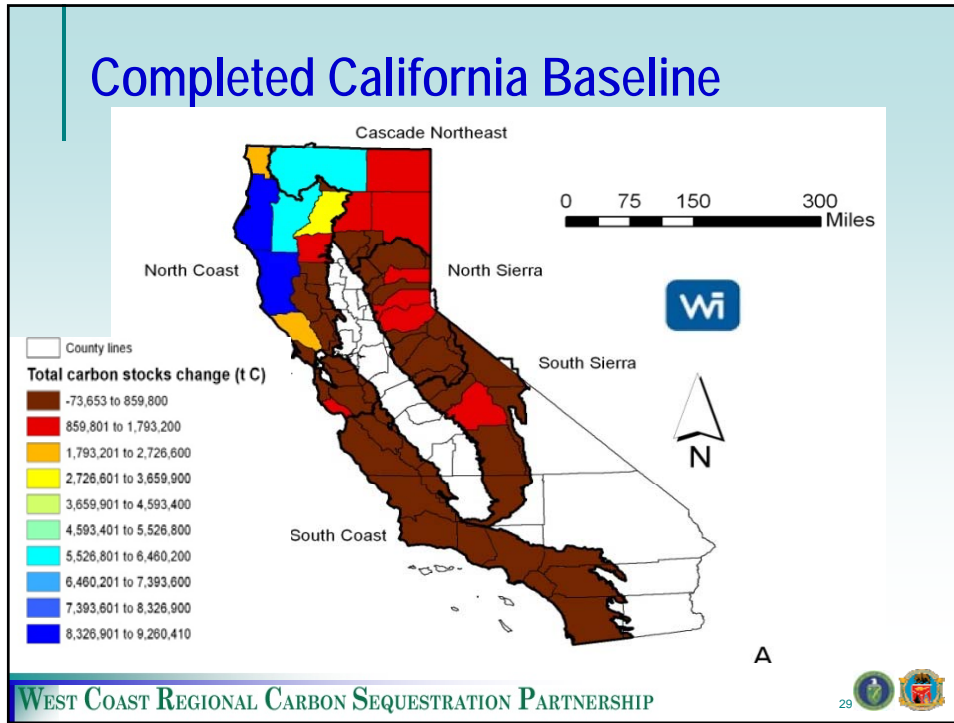 Completed California Baseline
Cascade Northeast
0 75 150 300
Miles
North Coast
North Sierra
Wi
County lines
South Sierra
Total carbon stocks change (t C)
-73,653 to 859,800
859,801 to 1,793,200
1,793,201 to 2,726,600
2,726,601 to 3,659,900
3,659,901 to 4,593,400
4,593,401 to 5,526,800
5,526,801 to 6,460,200
6,460,201 to 7,393,600
7,393,601 to 8,326,900
8,326,901 to 9,260,410
N
South Coast
A
WEST COAST REGIONAL CARBON SEQUESTRATION PARTNERSHIP
29